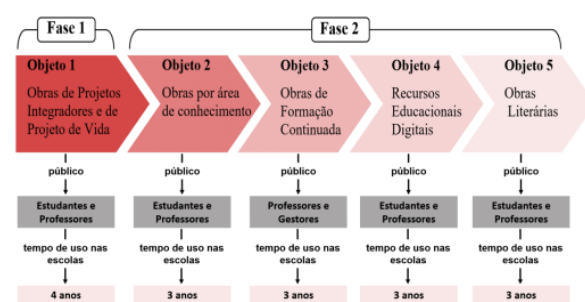 Fase 1
Fase 2
Objeto 1
Obras de Projetos
Integradores e de
Projeto de Vida
Objeto 2
Obras por área
de conhecimento
Objeto 3
Obras de
Formação
Continuada
Objeto 4
Recursos
Educacionais
Digitais
Objeto 5
Obras
Literárias
público
público
público
público
público
Estudantes e
Professores
Estudantes e
Professores
Professores e
Gestores
Estudantes e
Professores
Estudantes e
Professores
tempo de uso nas
escolas
tempo de uso nas
escolas
tempo de uso nas
escolas
tempo de uso nas
escolas
tempo de uso nas
escolas
4 anos
3 anos
3 anos
3 anos
3 anos